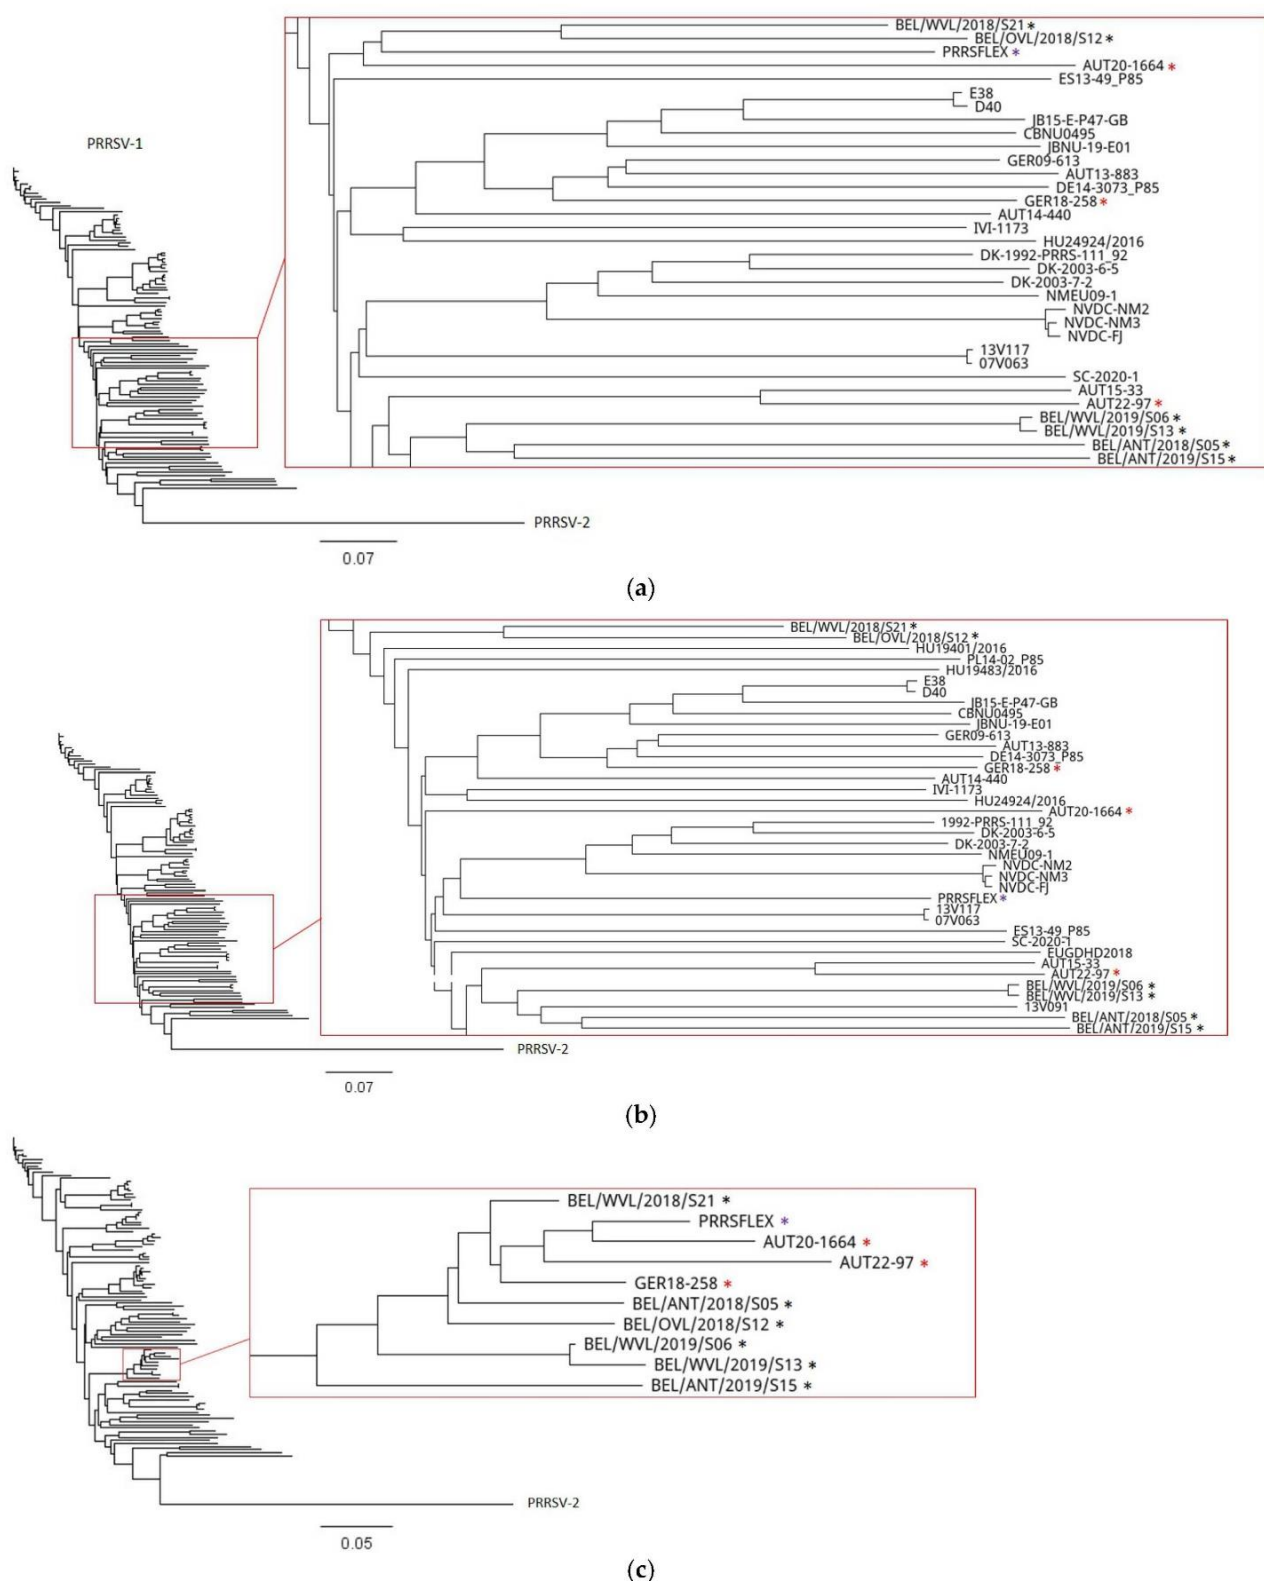 BEL/WVL/2018/S21 *
BEL/OVL/2018/S12 *
PRRSFLEX *
AUT20-1664 *
ES13-49_P85
E38
D40
JB15-E-P47-GB
CBNU0495
JBNU-19-E01
GER09-613
AUT13-883
DE14-3073_P85
GER18-258 *
AUT14-440
IVI-1173
HU24924/2016
DK-1992-PRRS-111_92
DK-2003-6-5
DK-2003-7-2
NMEU09-1
NVDC-NM2
NVDC-NM3
NVDC-FJ
13V117
07V063
SC-2020-1
AUT15-33
AUT22-97 *
BEL/WVL/2019/S06 *
BEL/WVL/2019/S13 *
BEL/ANT/2018/S05 *
BEL/ANT/2019/S15 *
PRRSV-1
PRRSV-2
0.07
(a)
BEL/WVL/2018/S21 *
BEL/OVL/2018/S12 *
HU19401/2016
PL14-02_P85
HU19483/2016
E38
D40
JB15-E-P47-GB
CBNU0495
JBNU-19-E01
GER09-613
AUT13-883
DE14-3073_P85
GER18-258 *
AUT14-440
IVI-1173
HU24924/2016
AUT20-1664 *
1992-PRRS-111_92
DK-2003-6-5
DK-2003-7-2
NMEU09-1
NVDC-NM2
NVDC-NM3
NVDC-FJ
PRRSFLEX *
13V117
07V063
ES13-49_P85
SC-2020-1
EUGDHD2018
AUT15-33
AUT22-97 *
BEL/WVL/2019/S06 *
BEL/WVL/2019/S13 *
13V091
BEL/ANT/2018/S05 *
BEL/ANT/2019/S15 *
PRRSV-2
0.07
(b)
BEL/WVL/2018/S21 *
PRRSFLEX *
AUT20-1664 *
AUT22-97 *
GER18-258 *
BEL/ANT/2018/S05 *
BEL/OVL/2018/S12 *
BEL/WVL/2019/S06 *
BEL/WVL/2019/S13 *
BEL/ANT/2019/S15 *
PRRSV-2
0.05
(c)